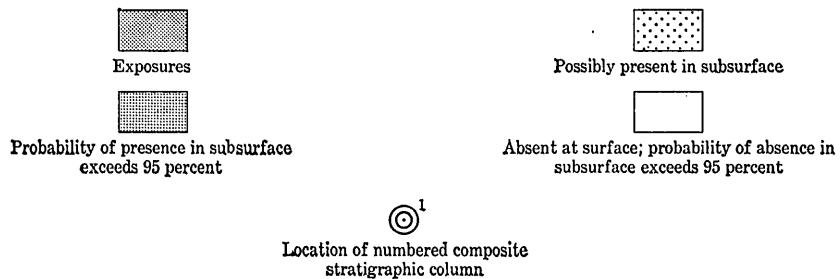 Exposures
Possibly present in subsurface
Probability of presence in subsurface
exceeds 95 percent
Absent at surface; probability of absence in
subsurface exceeds 95 percent
1
Location of numbered composite
stratigraphic column